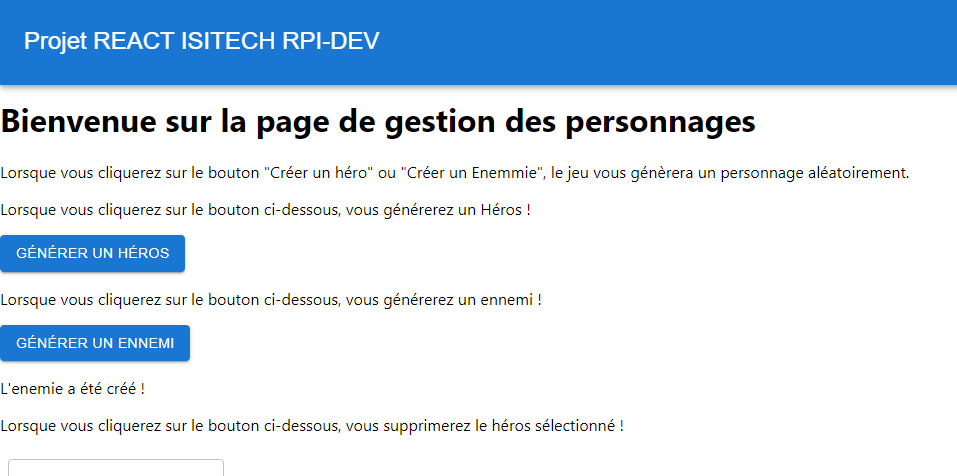 Projet REACT ISITECH RPI-DEV
Bienvenue sur la page de gestion des personnages
Lorsque vous cliquerez sur le bouton "Créer un héro" ou "Créer un Enemmie", le jeu vous génèrera un personnage aléatoirement.
Lorsque vous cliquerez sur le bouton ci-dessous, vous générerez un Héros !
GÉNÉRER UN HÉROS
Lorsque vous cliquerez sur le bouton ci-dessous, vous générerez un ennemi !
GÉNÉRER UN ENNEMI
L'enemie a été créé !
Lorsque vous cliquerez sur le bouton ci-dessous, vous supprimerez le héros sélectionné !